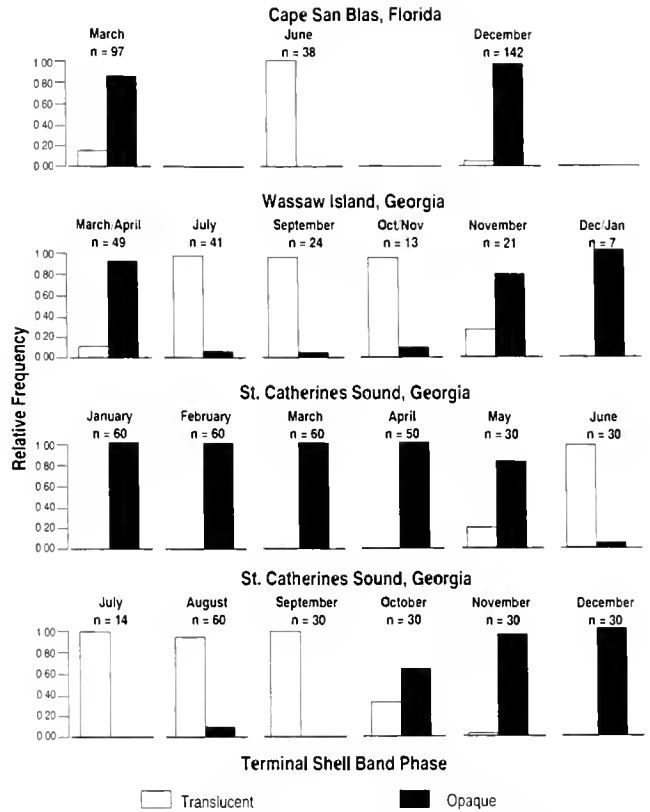 Cape San Blas, Florida
March June December
n = 97 n = 38 n = 142
1 00
0 80
0 60
0 40
0 20
0 00
Wassaw Island, Georgia
March/April July September Oct/Nov November Dec/Jan
n = 49 n = 41 n = 24 n = 13 n = 21 n = 7
1 00
0 80
0 60
0 40
0 20
0 00
Relative Frequency
St. Catherines Sound, Georgia
January February March April May June
n = 60 n = 60 n = 60 n = 50 n = 30 n = 30
1 00
0 80
0 60
0 40
0 20
0 00
St. Catherines Sound, Georgia
July August September October November December
n = 14 n = 60 n = 30 n = 30 n = 30 n = 30
1 00
0 80
0 60
0 40
0 20
0 00
Terminal Shell Band Phase
Translucent Opaque